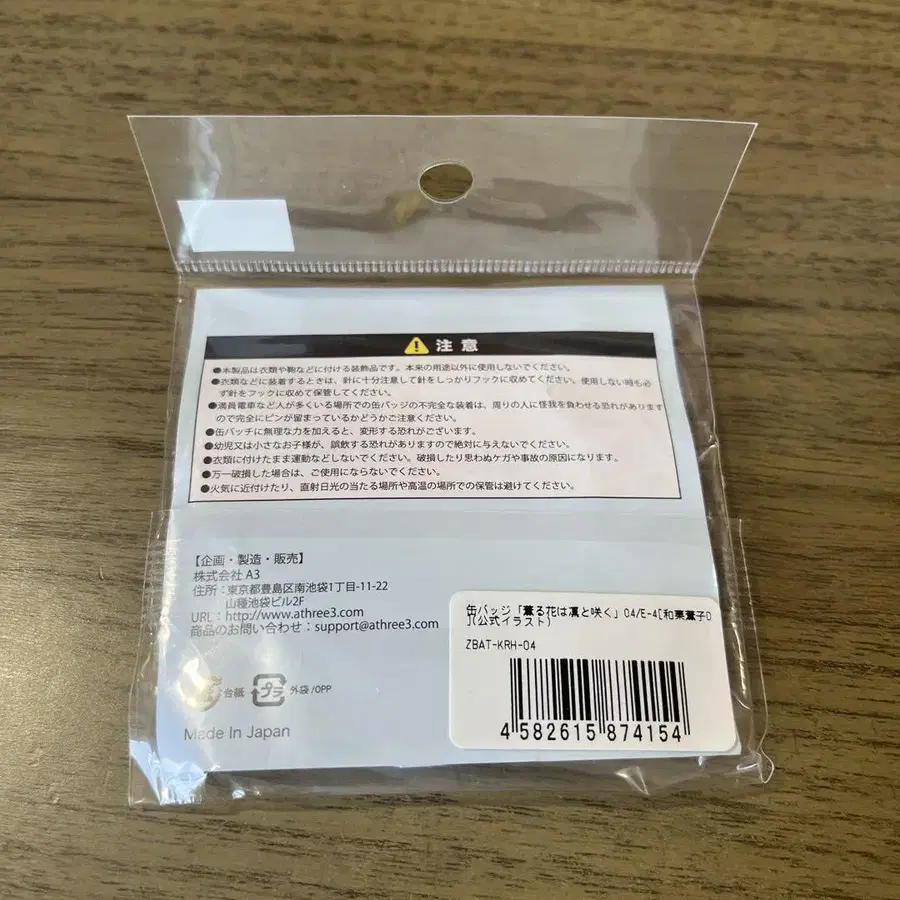 注意
●本製品は衣類や鞄などに付ける装飾品です。本来の用途以外に使用しないでください。
●衣類などに装着するときは、針に十分注意して針をしっかりフックに収めてください。使用しない時も必
ず針をフックに収めて保管してください。
●満員電車など人が多くいる場所での缶バッジの不完全な装着は、周りの人に怪我を負わせる恐れがあります
ので完全にピンが留まっているかどうかご注意ください。
●缶バッチに無理な力を加えると、変形する恐れがございます。
●幼児又は小さなお子様が、誤飲する恐れがありますので絶対に与えないでください。
●衣類に付けたまま運動などしないでください。破損したり思わぬケガや事故の原因になります。
●万一破損した場合は、ご使用にならないでください。
●火気に近付けたり、直射日光の当たる場所や高温の場所での保管は避けてください。
【企画・製造・販売】
株式会社 A3
住所：東京都豊島区南池袋1丁目-11-22
山種池袋ビル2F
URL：http://www.athree3.com
商品のお問い合わせ：support@athree3.com
缶バッジ「薫る花は凛と咲く」04/E-4[和栗薫子D
](公式イラスト)
ZBAT-KRH-04
4 582615 874154
台紙 プラ 外袋/OPP
Made In Japan